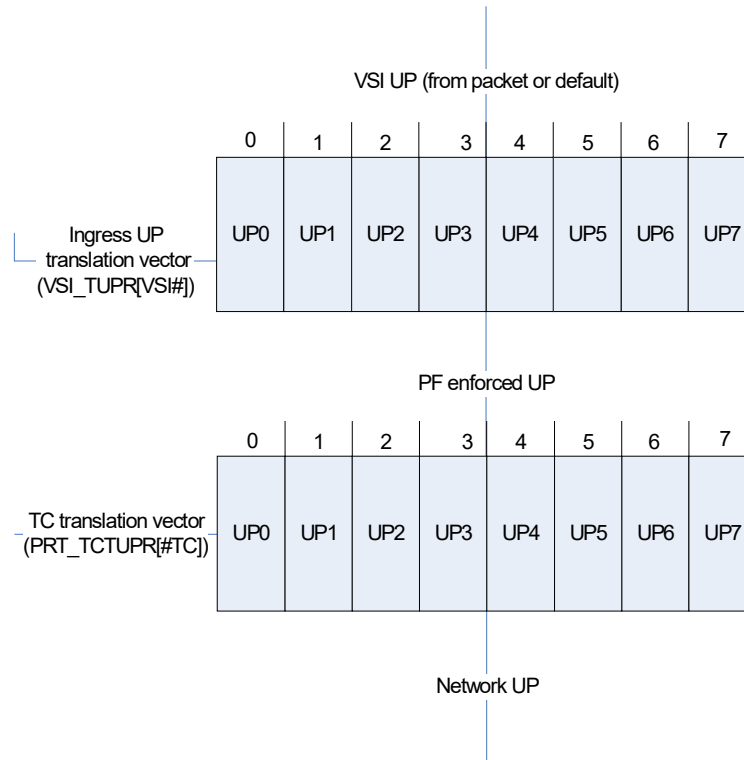 VSI UP (from packet or default)
0 1 2 3 4 5 6 7
Ingress UP
translation vector
(VSI_TUPR[VSI#])
UP0 UP1 UP2 UP3 UP4 UP5 UP6 UP7
PF enforced UP
0 1 2 3 4 5 6 7
TC translation vector
(PRT_TCTUPR[#TC])
UP0 UP1 UP2 UP3 UP4 UP5 UP6 UP7
Network UP